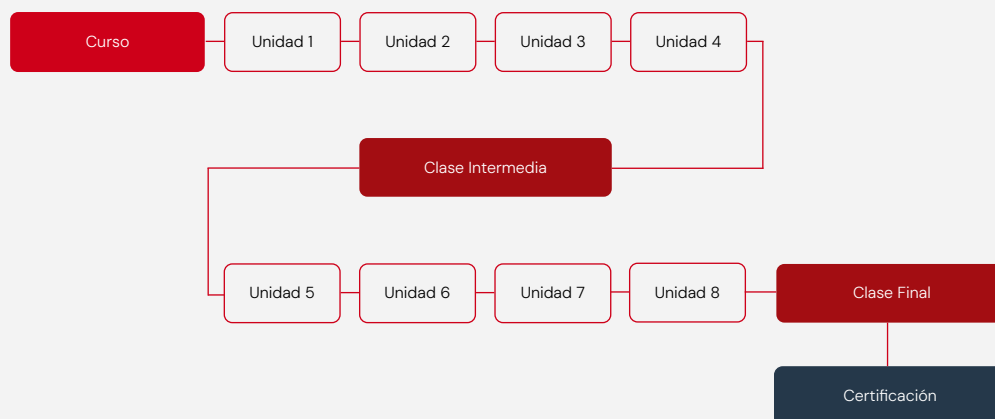 Curso
Unidad 1
Unidad 2
Unidad 3
Unidad 4
Clase Intermedia
Unidad 5
Unidad 6
Unidad 7
Unidad 8
Clase Final
Certificación